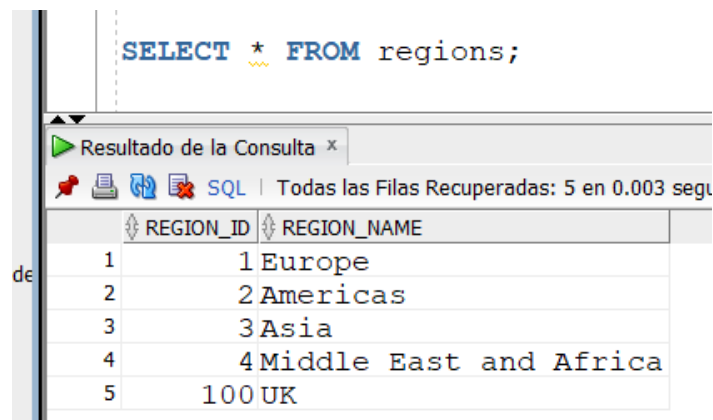 SELECT * FROM regions;
Resultado de la Consulta x
SQL | Todas las Filas Recuperadas: 5 en 0.003 segu
REGION_ID REGION_NAME
1 1 Europe
de
2 2 Americas
3 3 Asia
4 4 Middle East and Africa
5 100 UK